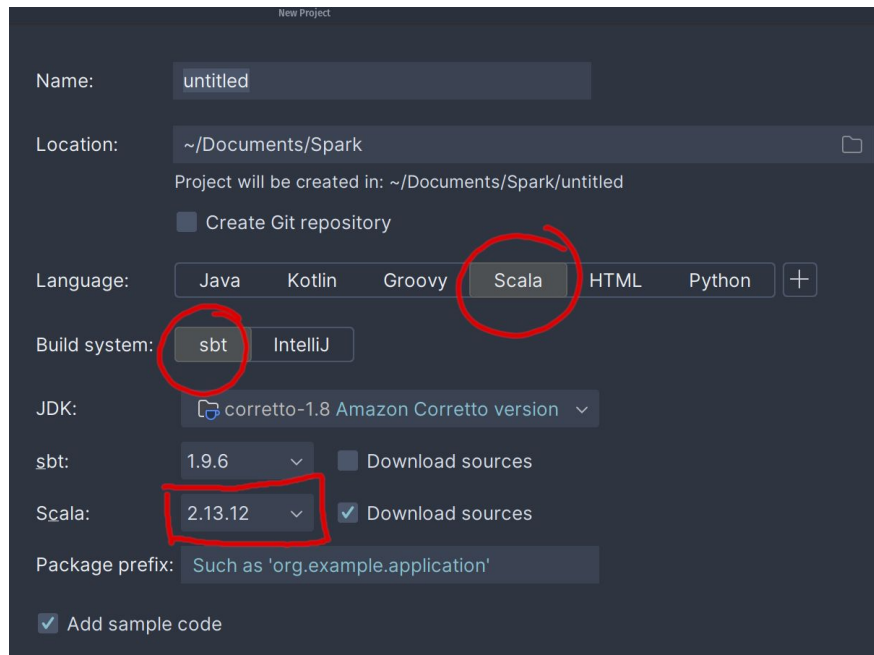 New Project
Name: untitled
Location: ~/Documents/Spark
Project will be created in: ~/Documents/Spark/untitled
Create Git repository
Language: Java Kotlin Groovy Scala HTML Python +
Build system: sbt IntelliJ
JDK: corretto-1.8 Amazon Corretto version
sbt: 1.9.6 Download sources
Scala: 2.13.12 Download sources
Package prefix: Such as 'org.example.application'
Add sample code